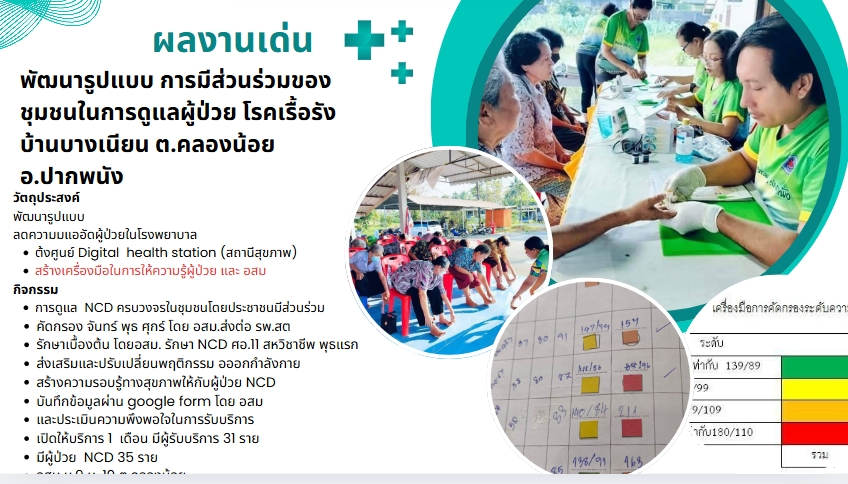 ผลงานเด่น
พัฒนารูปแบบ การมีส่วนร่วมของ
ชุมชนในการดูแลผู้ป่วย โรคเรื้อรัง
บ้านบางเนียน ต.คลองน้อย
อ.ปากพนัง
วัตถุประสงค์
พัฒนารูปแบบ
ลดความแออัดผู้ป่วยในโรงพยาบาล
ตั้งศูนย์ Digital health station (สถานีสุขภาพ)
สร้างเครื่องมือในการให้ความรู้ผู้ป่วย และ อสม
กิจกรรม
การดูแล NCD ครบวงจรในชุมชนโดยประชาชนมีส่วนร่วม
คัดกรอง จันทร์ พุธ ศุกร์ โดย อสม.ส่งต่อ รพ.สต
รักษาเบื้องต้น โดยอสม. รักษา NCD ศอ.11 สหวิชาชีพ พุธแรก
ส่งเสริมและปรับเปลี่ยนพฤติกรรม ออกกำลังกาย
สร้างความรอบรู้ทางสุขภาพให้กับผู้ป่วย NCD
บันทึกข้อมูลผ่าน google form โดย อสม
และประเมินความพึงพอใจในการรับบริการ
เปิดให้บริการ 1 เดือน มีผู้รับบริการ 31 ราย
มีผู้ป่วย NCD 35 ราย
เครื่องมือการคัดกรองระดับความ
ระดับ
ท่ากับ 139/89
/99
9/109
ากับ180/110
รวม
87 80 91
197/99
157
140/84
211
138/91
163
85